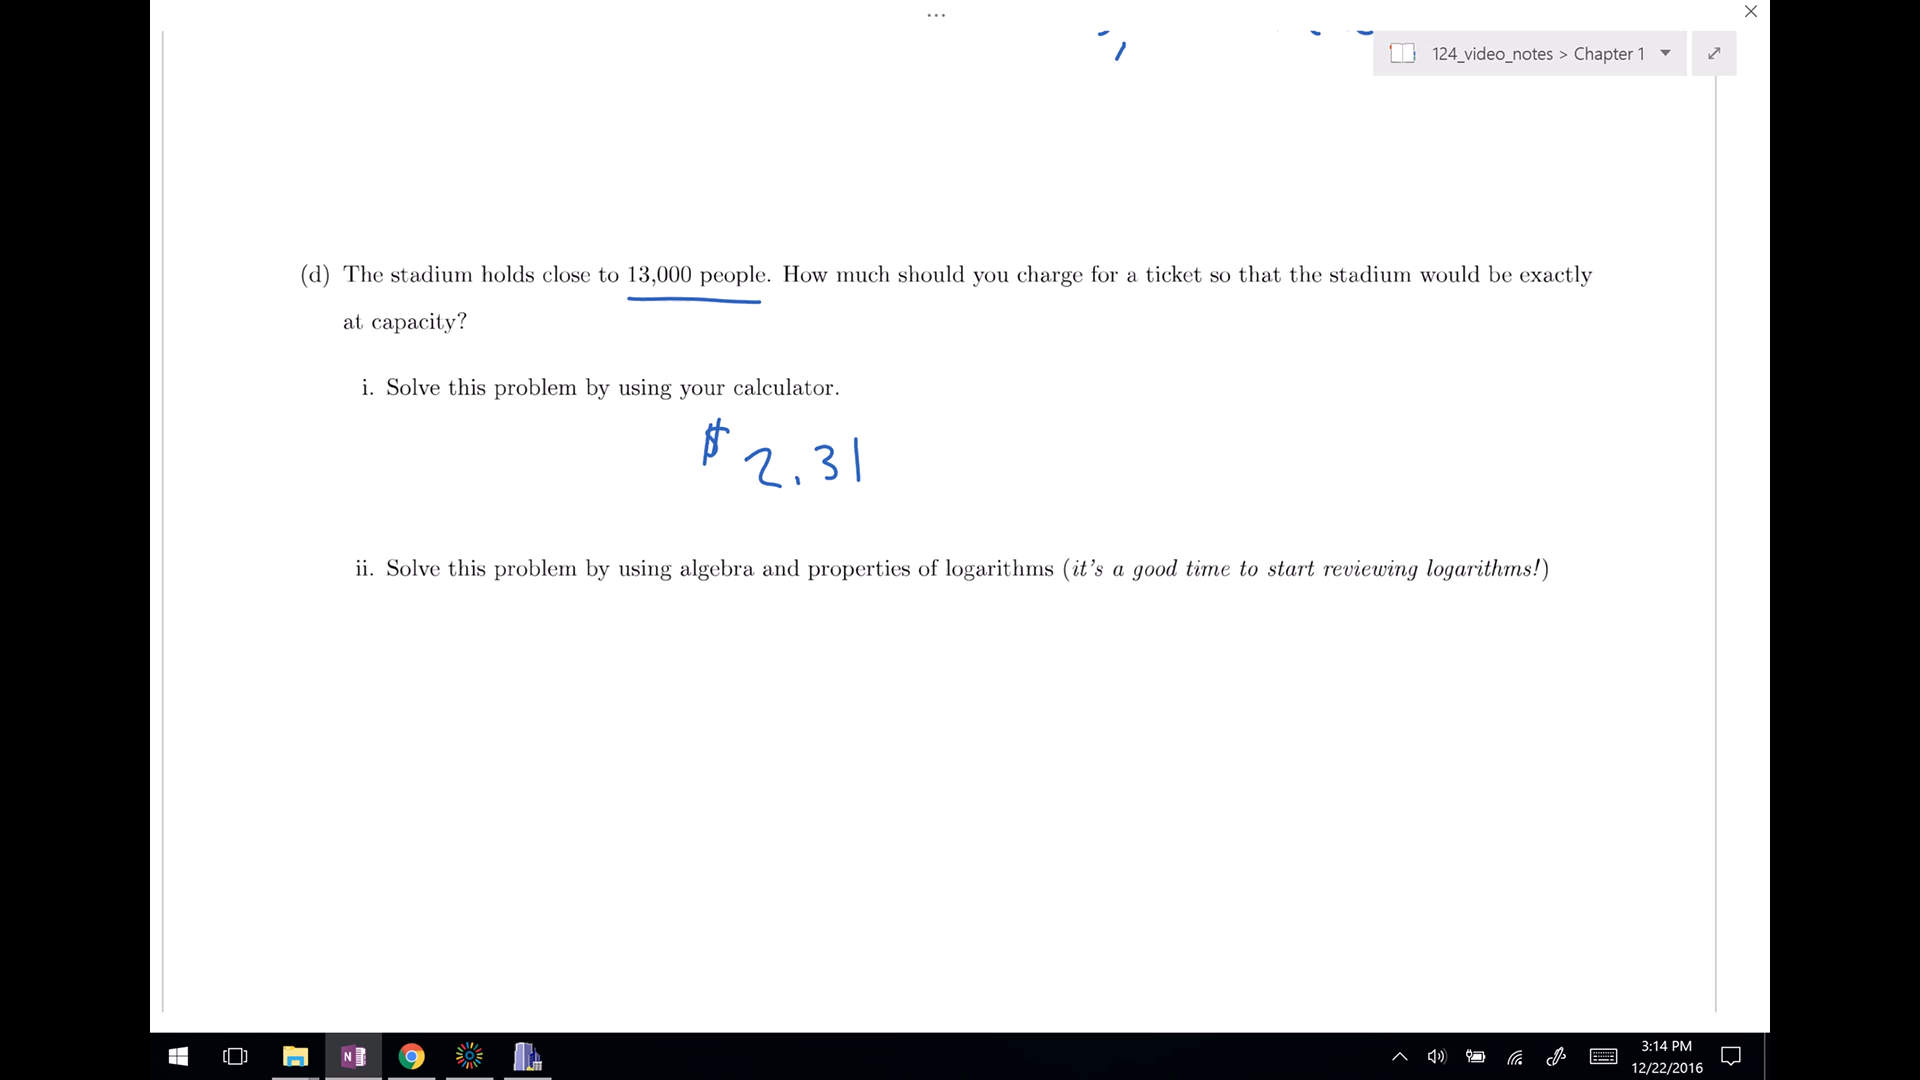 124_video_notes > Chapter 1
(d) The stadium holds close to 13,000 people. How much should you charge for a ticket so that the stadium would be exactly
at capacity?
i. Solve this problem by using your calculator.
$ 2.31
ii. Solve this problem by using algebra and properties of logarithms (it's a good time to start reviewing logarithms!)
N
3:14 PM
12/22/2016